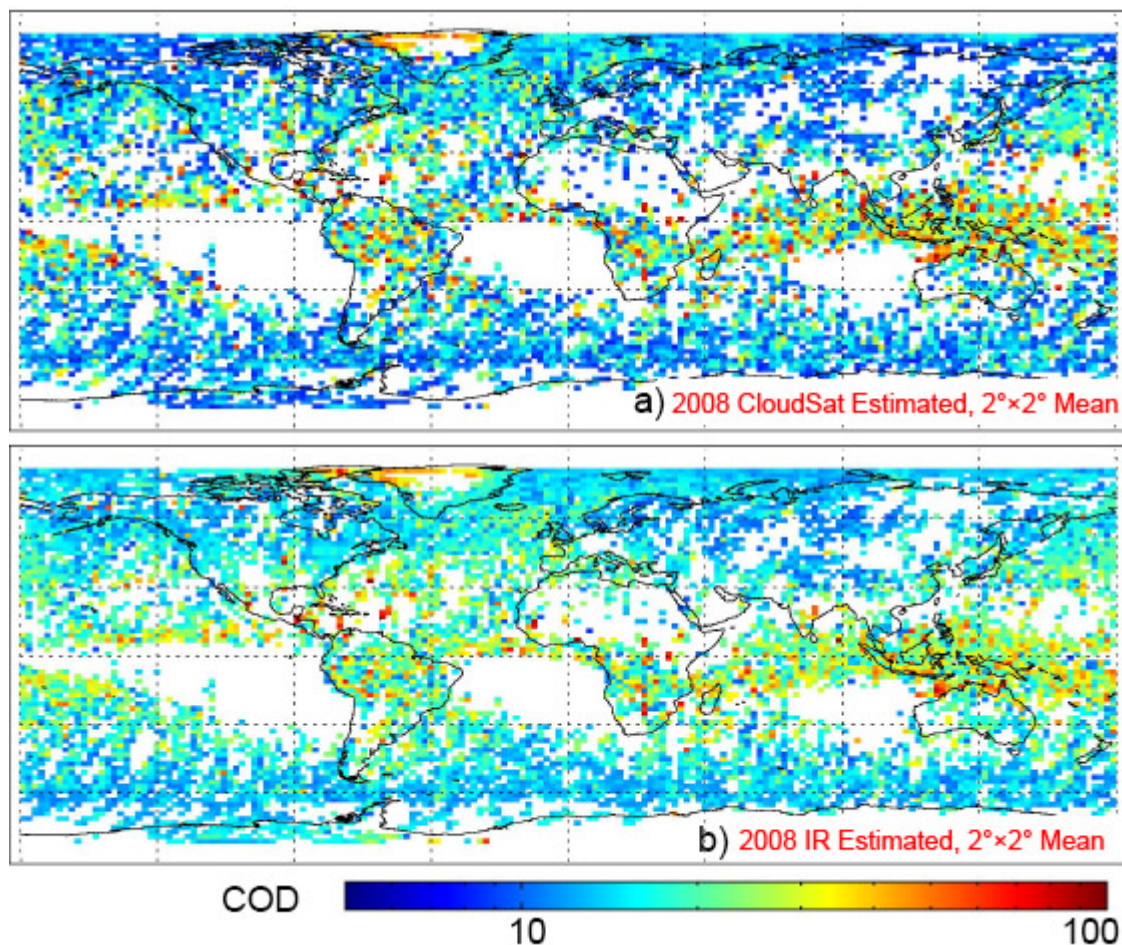 a) 2008 CloudSat Estimated, 2°×2° Mean
b) 2008 IR Estimated, 2°×2° Mean
COD
10 100